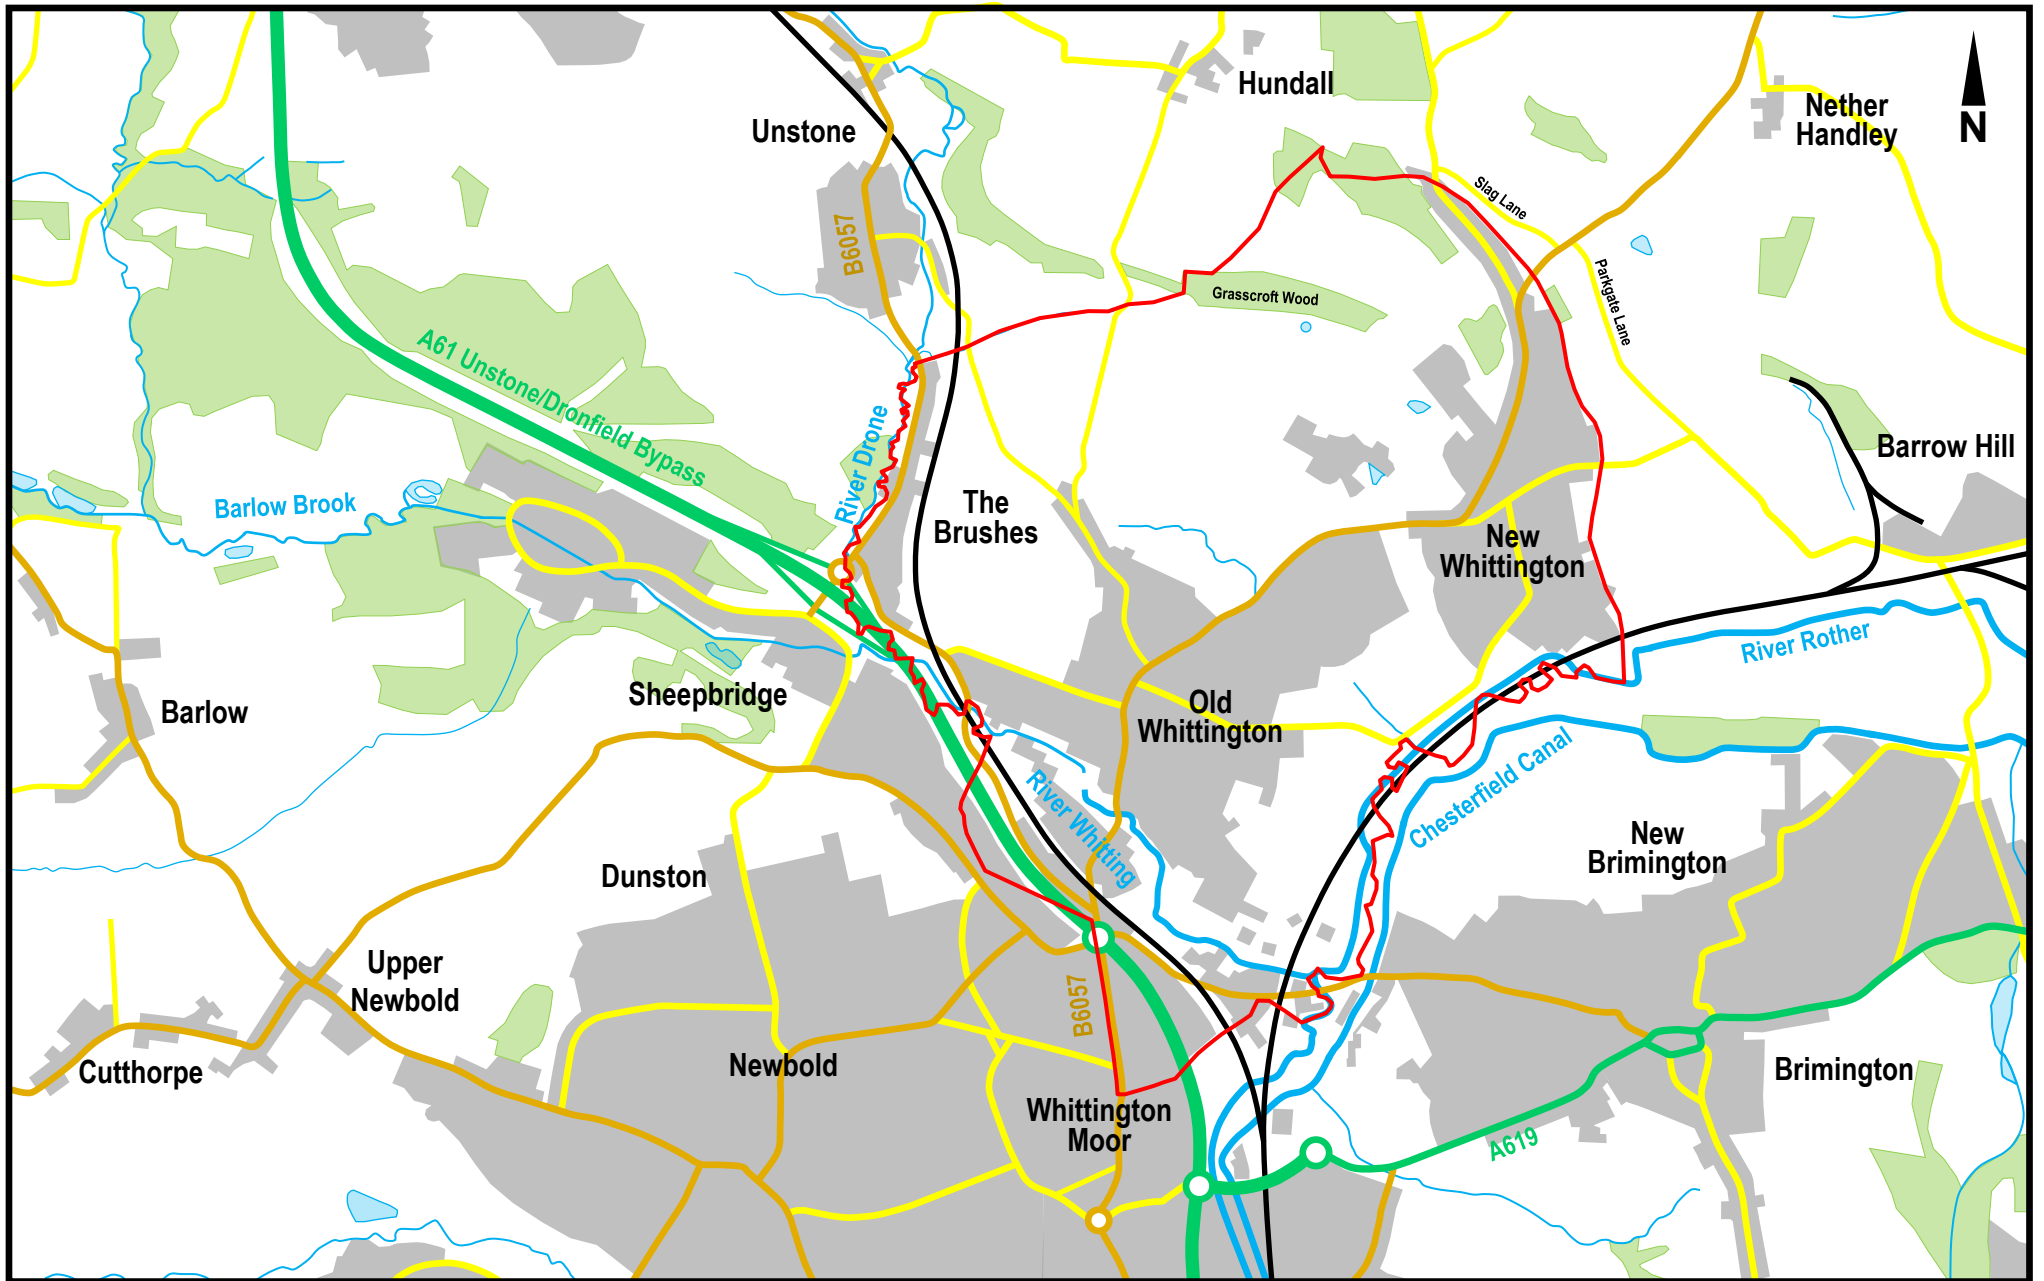 Hundall
Nether
Handley
N
Unstone
Slag Lane
B6057
Parkgate Lane
Grasscroft Wood
A61 Unstone/Dronfield Bypass
River Drone
Barrow Hill
Barlow Brook
The
Brushes
New
Whittington
River Rother
Sheepbridge
Barlow
Old
Whittington
Chesterfield Canal
River Whitting
New
Brimington
Dunston
Upper
Newbold
B6057
Cutthorpe
Newbold
Brimington
Whittington
Moor
A619